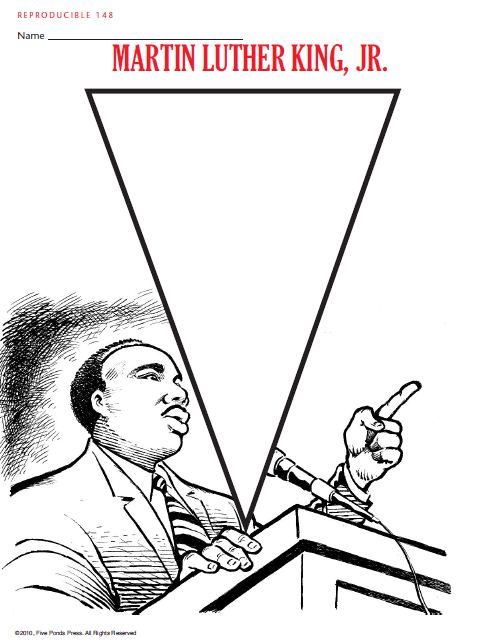 REPRODUCIBLE 148
Name
MARTIN LUTHER KING, JR.
©2010, Five Ponds Press. All Rights Reserved